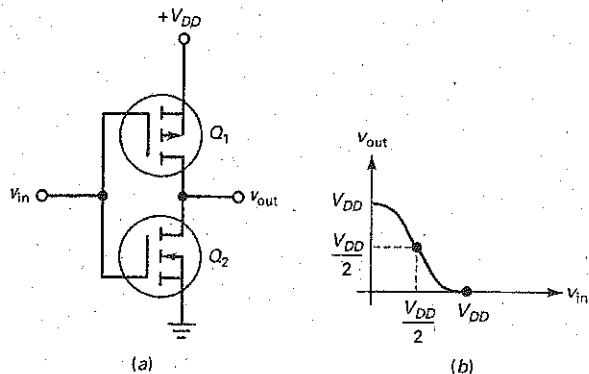 +V_DD
Q_1
v_in
v_out
Q_2
(a)
v_out
V_DD
V_DD
2
V_DD
2
V_DD
v_in
(b)